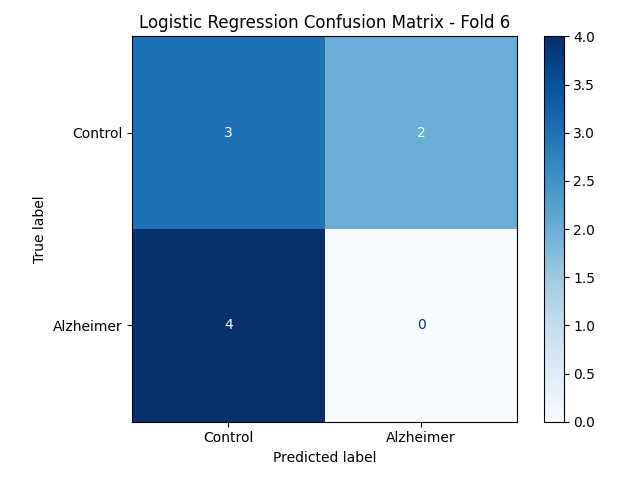 Logistic Regression Confusion Matrix - Fold 6
True label
Control
Alzheimer
3
2
4
0
Control
Alzheimer
Predicted label
4.0
3.5
3.0
2.5
2.0
1.5
1.0
0.5
0.0